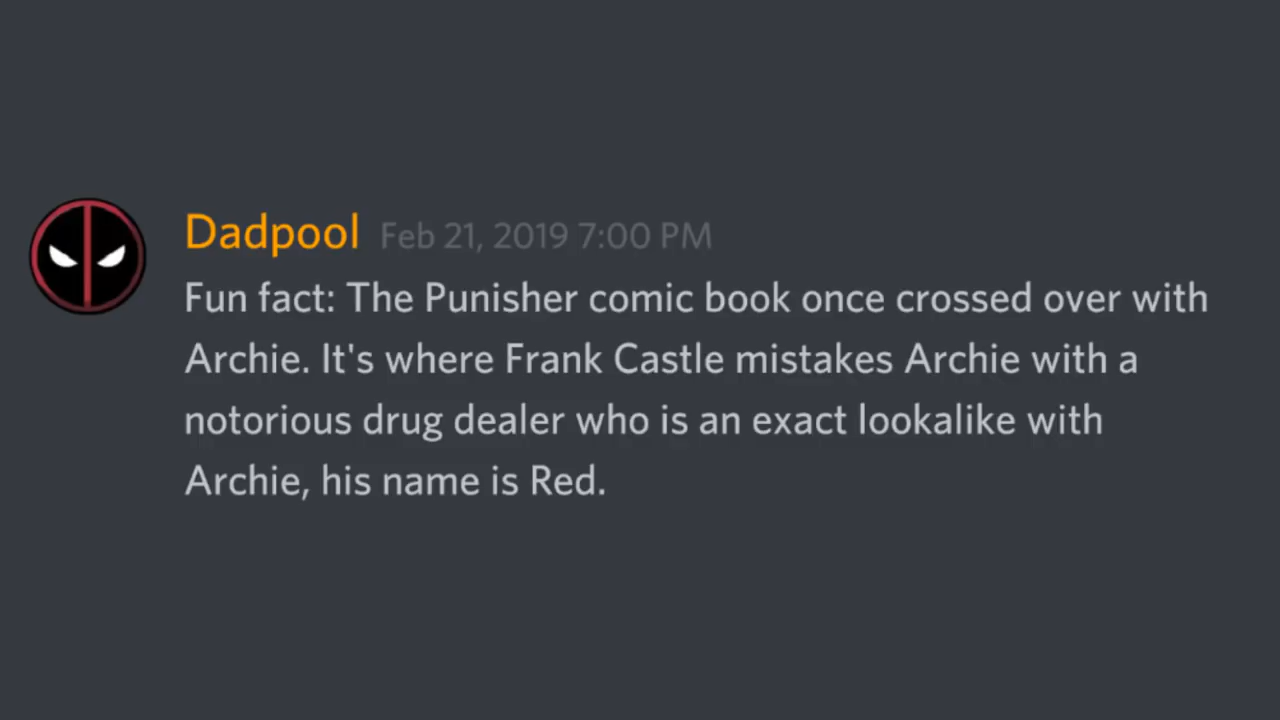 Dadpool Feb 21, 2019 7:00 PM
Fun fact: The Punisher comic book once crossed over with
Archie. It's where Frank Castle mistakes Archie with a
notorious drug dealer who is an exact lookalike with
Archie, his name is Red.